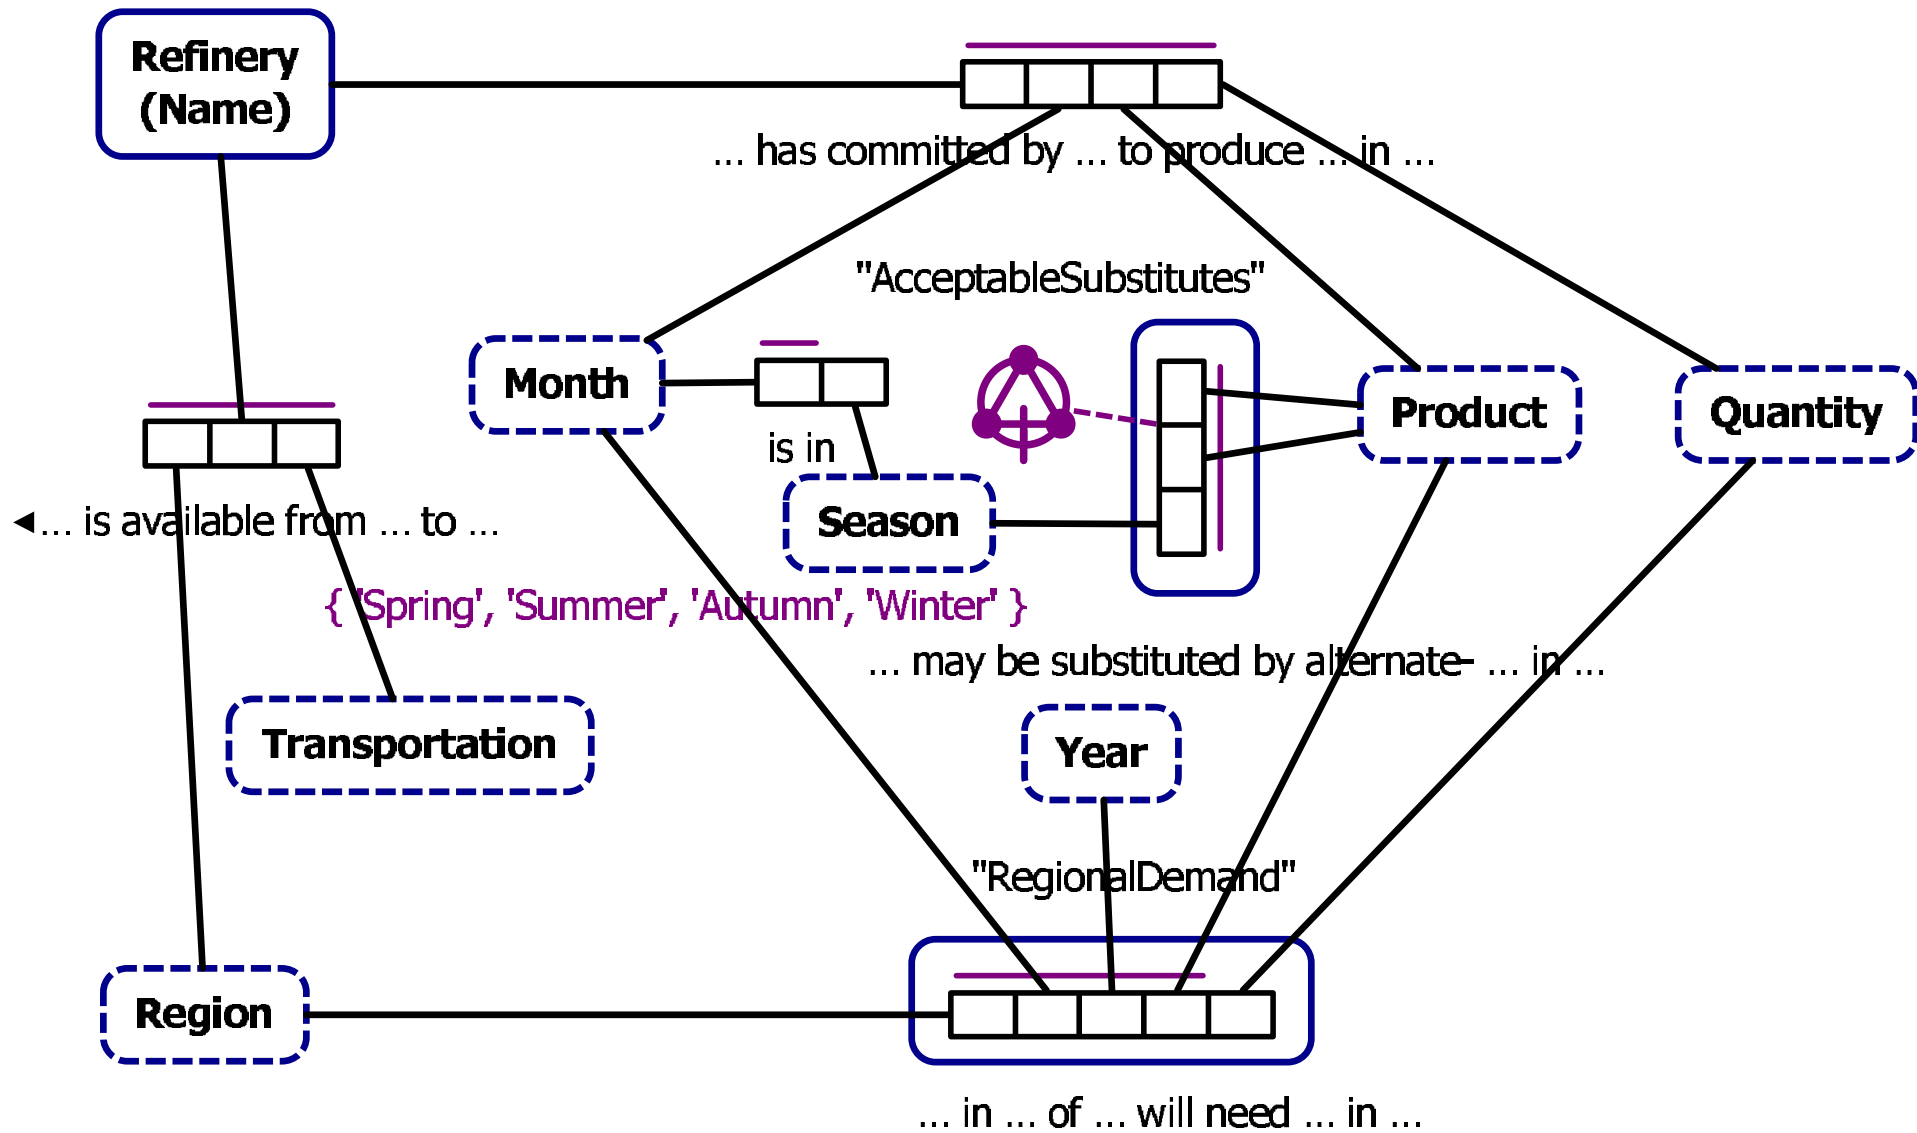 Refinery
(Name)
... has committed by ... to produce ... in ...
"AcceptableSubstitutes"
Month
is in
Product
Quantity
Season
◄... is available from ... to ...
{ 'Spring', 'Summer', 'Autumn', 'Winter' }
... may be substituted by alternate- ... in ...
Transportation
Year
"RegionalDemand"
Region
... in ... of ... will need ... in ...